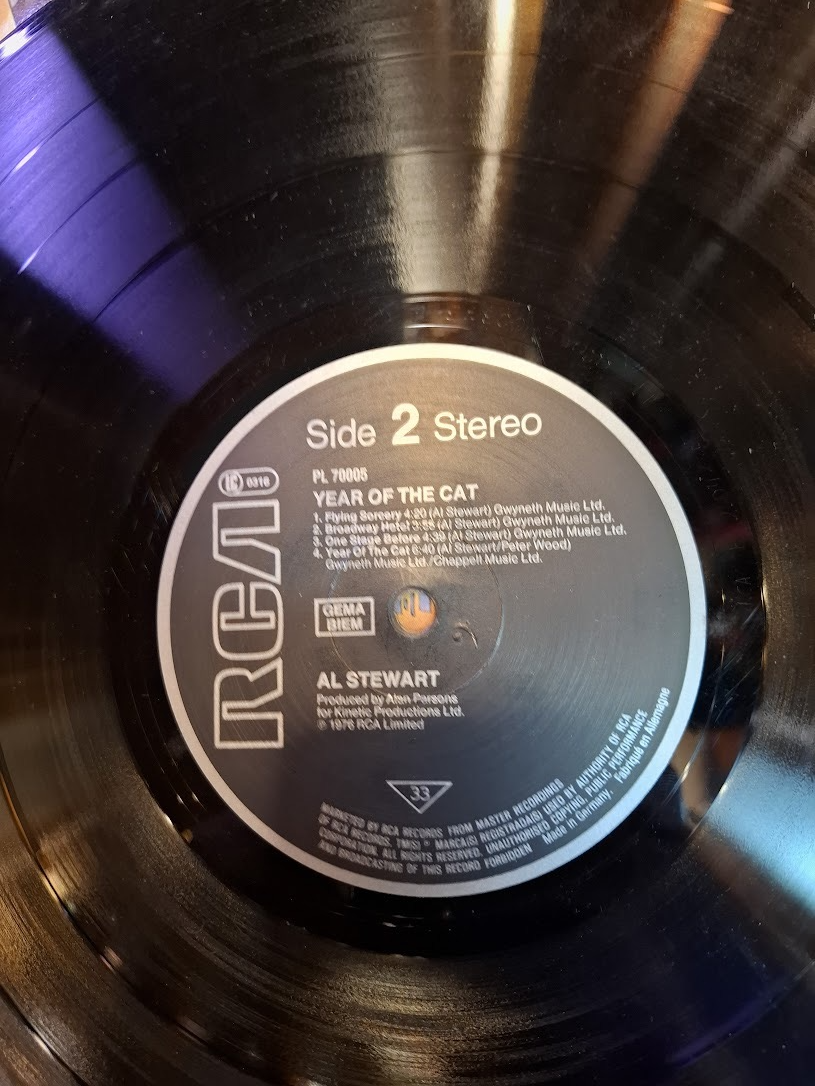 Side 2 Stereo
LC 0316
RCA
PL 70005
YEAR OF THE CAT
1. Flying Sorcery 4:20 (Al Stewart) Gwyneth Music Ltd.
2. Broadway Hotel 3:55 (Al Stewart) Gwyneth Music Ltd.
3. One Stage Before 4:39 (Al Stewart) Gwyneth Music Ltd.
4. Year Of The Cat 6:40 (Al Stewart/Peter Wood)
Gwyneth Music Ltd./Chappell Music Ltd.
GEMA
BIEM
AL STEWART
Produced by Alan Parsons
for Kinetic Productions Ltd.
℗ 1976 RCA Limited
33
MARKETED BY RCA RECORDS. FROM MASTER RECORDINGS
OF RCA RECORDS. TM(S) ® MARCA(S) REGISTRADA(S) USED BY AUTHORITY OF RCA
CORPORATION. ALL RIGHTS RESERVED. UNAUTHORISED COPYING, PUBLIC PERFORMANCE
AND BROADCASTING OF THIS RECORD FORBIDDEN Made in Germany. Fabriqué en Allemagne